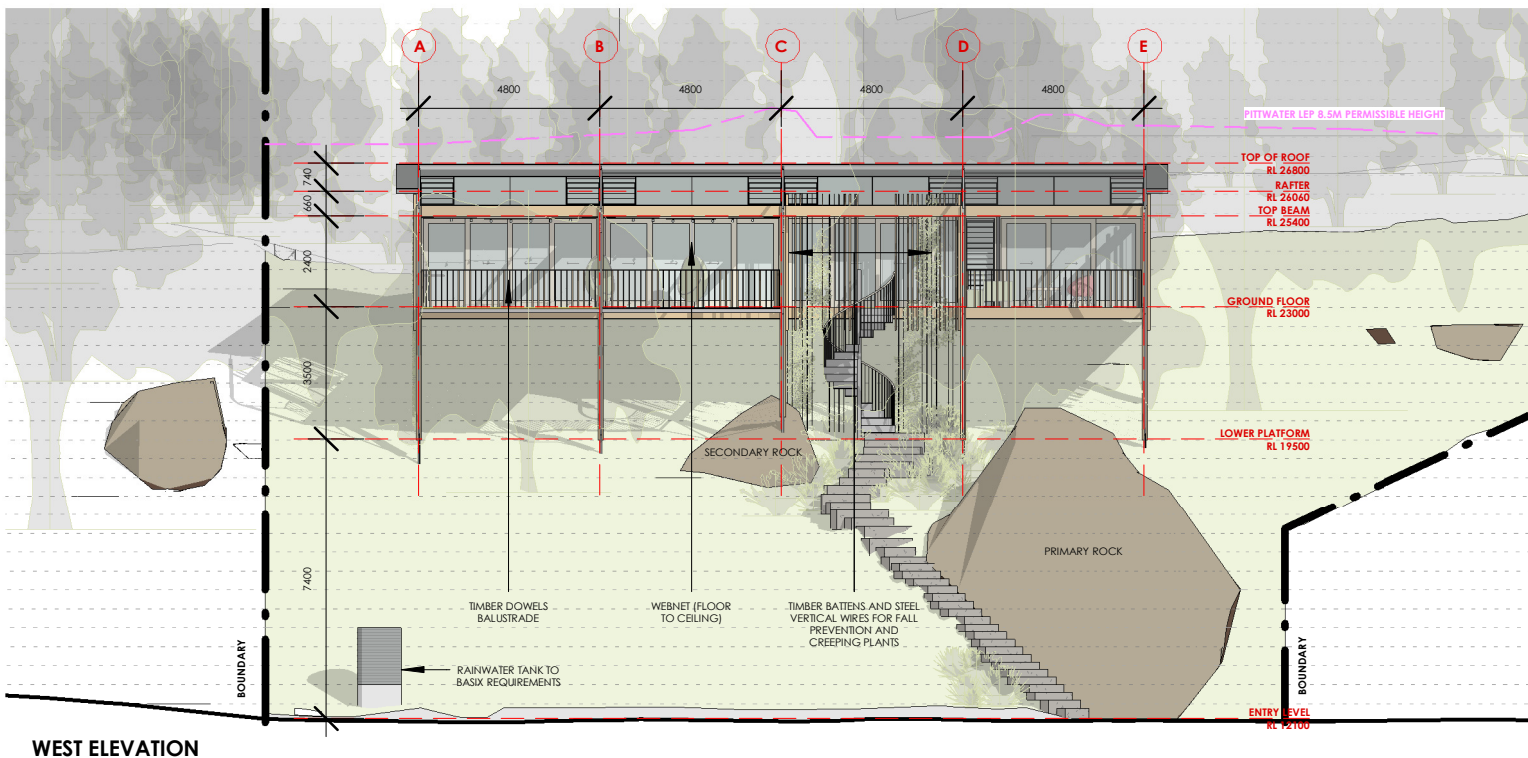 A
B
C
D
E
4800
4800
4800
4800
PITTWATER LEP 8.5M PERMISSIBLE HEIGHT
TOP OF ROOF
RL 26800
RAFTER
RL 26060
TOP BEAM
RL 25400
GROUND FLOOR
RL 23000
LOWER PLATFORM
RL 19500
ENTRY LEVEL
RL 12100
740
660
2400
3500
7400
SECONDARY ROCK
PRIMARY ROCK
TIMBER DOWELS
BALUSTRADE
WEBNET (FLOOR
TO CEILING)
TIMBER BATTENS AND STEEL
VERTICAL WIRES FOR FALL
PREVENTION AND
CREEPING PLANTS
RAINWATER TANK TO
BASIX REQUIREMENTS
BOUNDARY
BOUNDARY
WEST ELEVATION